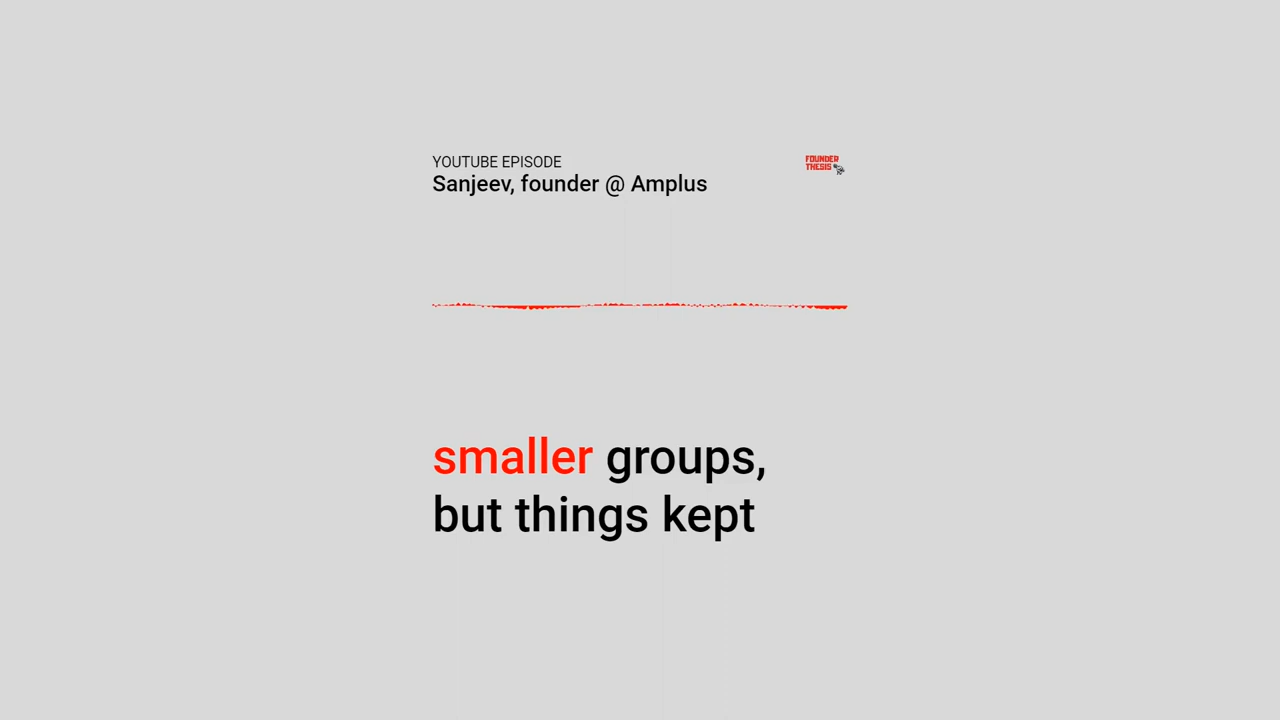 YOUTUBE EPISODE
Sanjeev, founder @ Amplus
FOUNDER
THESIS
smaller groups,
but things kept